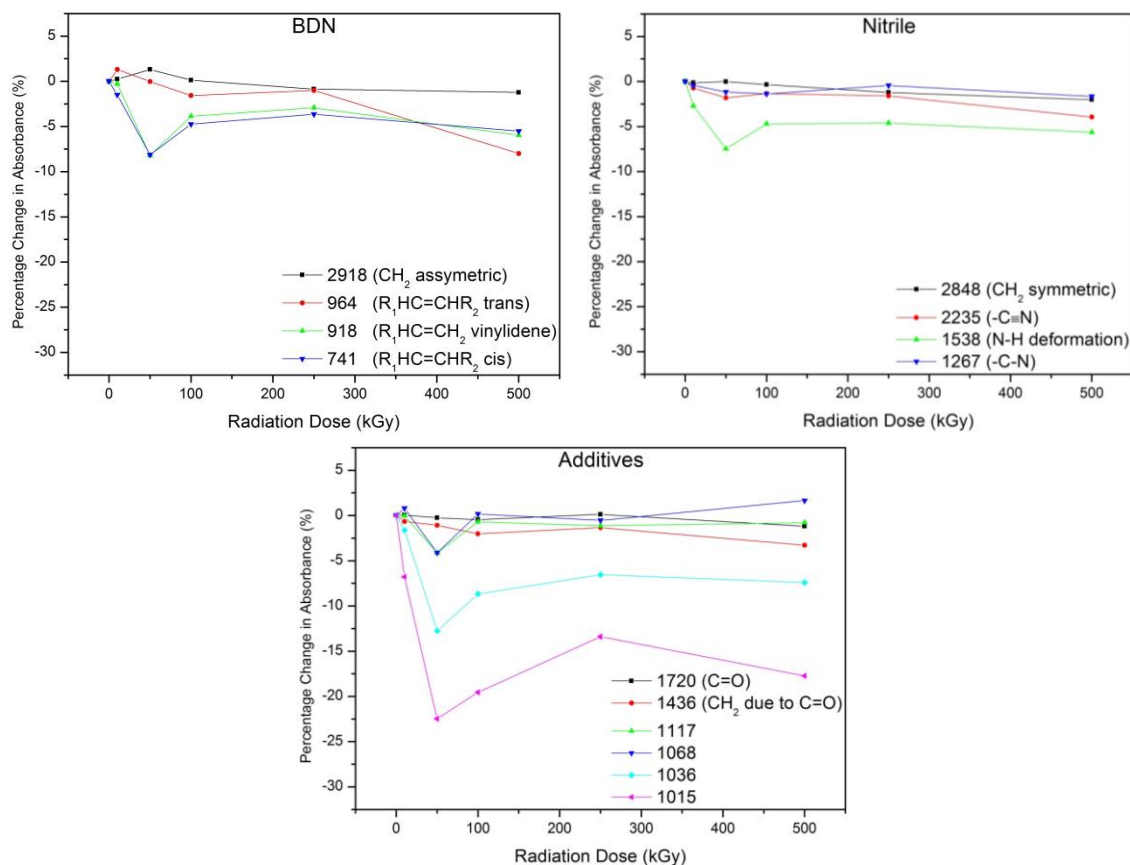 BDN
Percentage Change in Absorbance (%)
5
0
-5
-10
-15
-20
-25
-30
2918 (CH₂ assymetric)
964 (R₁HC=CHR₂ trans)
918 (R₁HC=CH₂ vinylidene)
741 (R₁HC=CHR₂ cis)
0 100 200 300 400 500
Radiation Dose (kGy)
Nitrile
Percentage Change in Absorbance (%)
5
0
-5
-10
-15
-20
-25
-30
2848 (CH₂ symmetric)
2235 (-C≡N)
1538 (N-H deformation)
1267 (-C-N)
0 100 200 300 400 500
Radiation Dose (kGy)
Additives
Percentage Change in Absorbance (%)
5
0
-5
-10
-15
-20
-25
-30
1720 (C=O)
1436 (CH₂ due to C=O)
1117
1068
1036
1015
0 100 200 300 400 500
Radiation Dose (kGy)